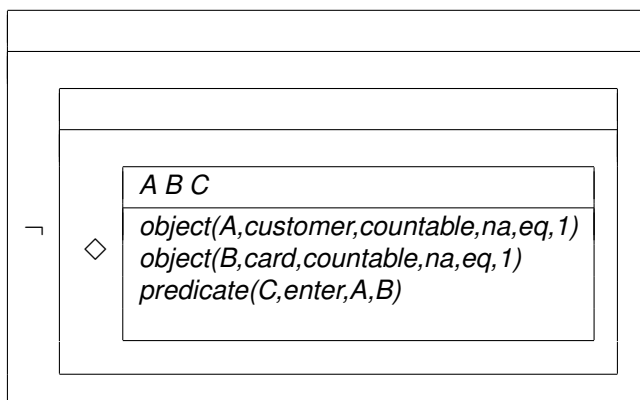 A B C
¬
◇
object(A,customer,countable,na,eq,1)
object(B,card,countable,na,eq,1)
predicate(C,enter,A,B)